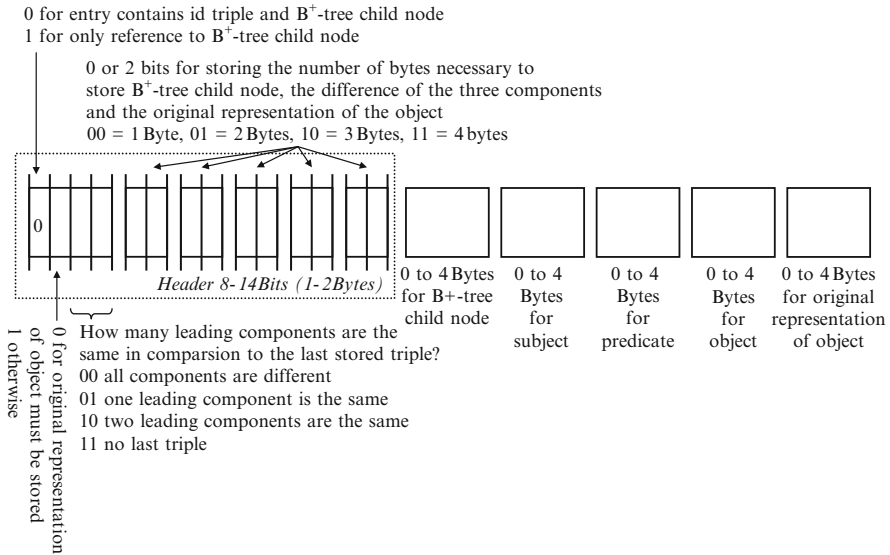 0 for entry contains id triple and B+-tree child node
1 for only reference to B+-tree child node
0 or 2 bits for storing the number of bytes necessary to
store B+-tree child node, the difference of the three components
and the original representation of the object
00 = 1 Byte, 01 = 2 Bytes, 10 = 3 Bytes, 11 = 4 bytes
0
Header 8-14Bits (1-2Bytes)
0 to 4 Bytes
for B+-tree
child node
0 to 4
Bytes
for
subject
0 to 4
Bytes
for
predicate
0 to 4
Bytes
for
object
0 to 4 Bytes
for original
representation
of object
0 for original representation
of object must be stored
1 otherwise
How many leading components are the
same in comparsion to the last stored triple?
00 all components are different
01 one leading component is the same
10 two leading components are the same
11 no last triple